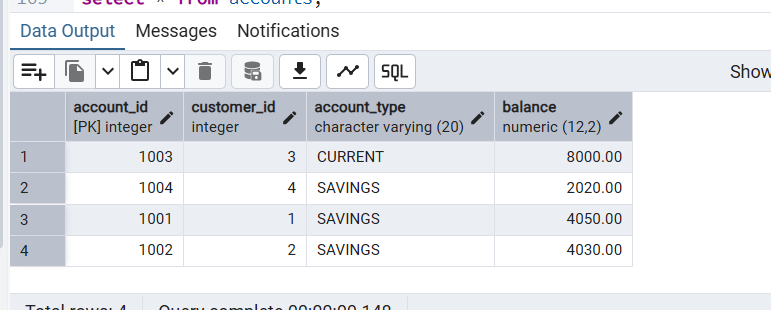 select * from accounts;
Data Output Messages Notifications
SQL
Show
account_id customer_id account_type balance
[PK] integer integer character varying (20) numeric (12,2)
1 1003 3 CURRENT 8000.00
2 1004 4 SAVINGS 2020.00
3 1001 1 SAVINGS 4050.00
4 1002 2 SAVINGS 4030.00
Total rows: 4 Query complete 00:00:00.149